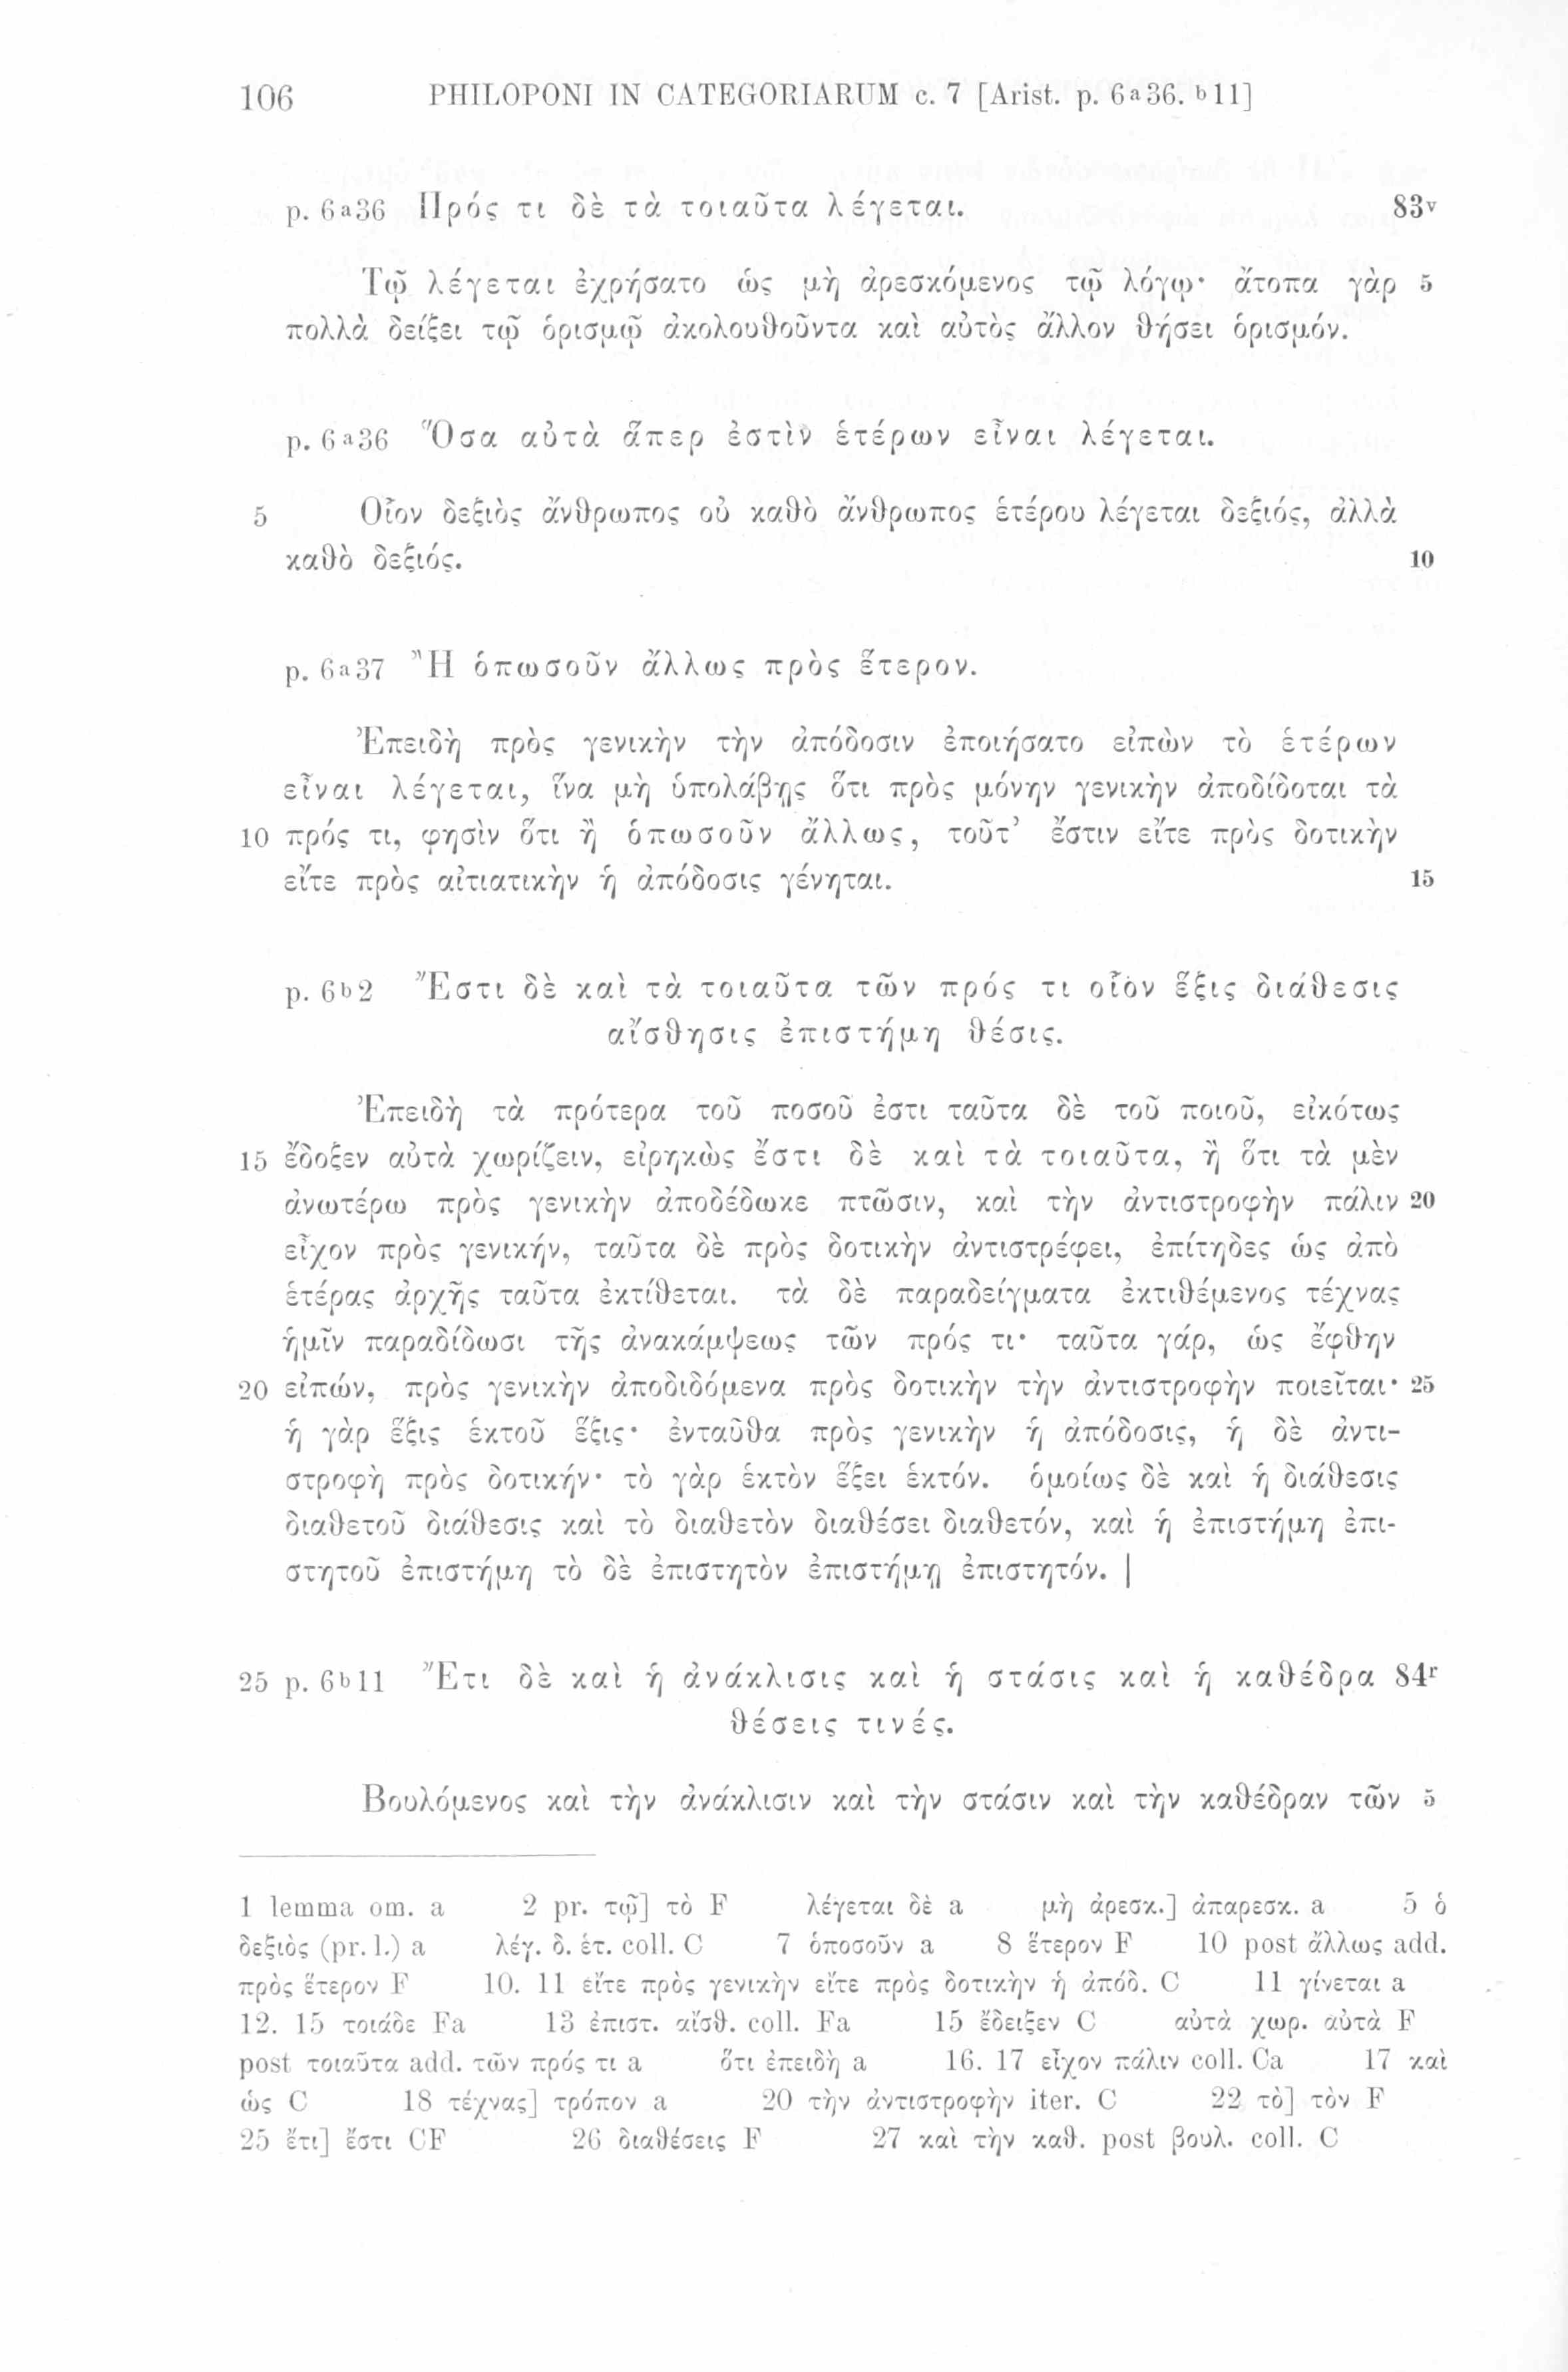 106 PHILOPONI IN CATEGORIARUM c. 7 [Arist. p. 6ᵃ36. ᵇ11]
p. 6ᵃ36 Πρός τι δὲ τὰ τοιαῦτα λέγεται. 83ᵛ
Τῷ λέγεται ἐχρήσατο ὡς μὴ ἀρεσκόμενος τῷ λόγῳ· ἄτοπα γὰρ 5
πολλὰ δείξει τῷ ὁρισμῷ ἀκολουθοῦντα καὶ αὐτὸς ἄλλον θήσει ὁρισμόν.
p. 6ᵃ36 Ὅσα αὐτὰ ἅπερ ἐστὶν ἑτέρων εἶναι λέγεται.
5 Οἷον δεξιὸς ἄνθρωπος οὐ καθὸ ἄνθρωπος ἑτέρου λέγεται δεξιός, ἀλλὰ
καθὸ δεξιός. 10
p. 6ᵃ37 Ἢ ὁπωσοῦν ἄλλως πρὸς ἕτερον.
Ἐπειδὴ πρὸς γενικὴν τὴν ἀπόδοσιν ἐποιήσατο εἰπὼν τὸ ἑτέρων
εἶναι λέγεται, ἵνα μὴ ὑπολάβῃς ὅτι πρὸς μόνην γενικὴν ἀποδίδοται τὰ
10 πρός τι, φησὶν ὅτι ἢ ὁπωσοῦν ἄλλως, τοῦτ’ ἔστιν εἴτε πρὸς δοτικὴν
εἴτε πρὸς αἰτιατικὴν ἡ ἀπόδοσις γένηται. 15
p. 6ᵇ2 Ἔστι δὲ καὶ τὰ τοιαῦτα τῶν πρός τι οἷον ἕξις διάθεσις
αἴσθησις ἐπιστήμη θέσις.
Ἐπειδὴ τὰ πρότερα τοῦ ποσοῦ ἐστι ταῦτα δὲ τοῦ ποιοῦ, εἰκότως
15 ἔδοξεν αὐτὰ χωρίζειν, εἰρηκὼς ἔστι δὲ καὶ τὰ τοιαῦτα, ἢ ὅτι τὰ μὲν
ἀνωτέρω πρὸς γενικὴν ἀποδέδωκε πτῶσιν, καὶ τὴν ἀντιστροφὴν πάλιν 20
εἶχον πρὸς γενικήν, ταῦτα δὲ πρὸς δοτικὴν ἀντιστρέφει, ἐπίτηδες ὡς ἀπὸ
ἑτέρας ἀρχῆς ταῦτα ἐκτίθεται. τὰ δὲ παραδείγματα ἐκτιθέμενος τέχνας
ἡμῖν παραδίδωσι τῆς ἀνακάμψεως τῶν πρός τι· ταῦτα γάρ, ὡς ἔφθην
20 εἰπών, πρὸς γενικὴν ἀποδιδόμενα πρὸς δοτικὴν τὴν ἀντιστροφὴν ποιεῖται· 25
ἡ γὰρ ἕξις ἑκτοῦ ἕξις· ἐνταῦθα πρὸς γενικὴν ἡ ἀπόδοσις, ἡ δὲ ἀντι-
στροφὴ πρὸς δοτικήν· τὸ γὰρ ἑκτὸν ἕξει ἑκτόν. ὁμοίως δὲ καὶ ἡ διάθεσις
διαθετοῦ διάθεσις καὶ τὸ διαθετὸν διαθέσει διαθετόν, καὶ ἡ ἐπιστήμη ἐπι-
στητοῦ ἐπιστήμη τὸ δὲ ἐπιστητὸν ἐπιστήμῃ ἐπιστητόν. |
25 p. 6ᵇ11 Ἔτι δὲ καὶ ἡ ἀνάκλισις καὶ ἡ στάσις καὶ ἡ καθέδρα 84ʳ
θέσεις τινές.
Βουλόμενος καὶ τὴν ἀνάκλισιν καὶ τὴν στάσιν καὶ τὴν καθέδραν τῶν 5
1 lemma om. a 2 pr. τῷ] τὸ F λέγεται δὲ a μὴ ἀρεσκ.] ἀπαρεσκ. a 5 ὁ
δεξιὸς (pr. l.) a λέγ. δ. ἑτ. coll. C 7 ὁποσοῦν a 8 ἕτερον F 10 post ἄλλως add.
πρὸς ἕτερον F 10. 11 εἴτε πρὸς γενικὴν εἴτε πρὸς δοτικὴν ἡ ἀπόδ. C 11 γίνεται a
12. 15 τοιάδε Fa 13 ἐπιστ. αἴσθ. coll. Fa 15 ἔδειξεν C αὐτὰ χωρ. αὐτὰ F
post τοιαῦτα add. τῶν πρός τι a ὅτι ἐπειδὴ a 16. 17 εἶχον πάλιν coll. Ca 17 καὶ
ὡς C 18 τέχνας] τρόπον a 20 τὴν ἀντιστροφὴν iter. C 22 τὸ] τὸν F
25 ἔτι] ἔστι CF 26 διαθέσεις F 27 καὶ τὴν καθ. post βουλ. coll. C